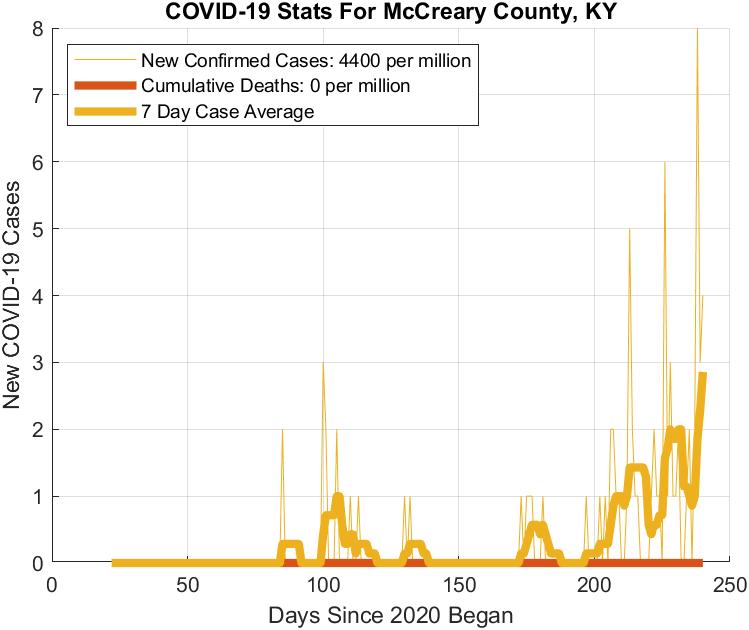 COVID-19 Stats For McCreary County, KY
New Confirmed Cases: 4400 per million
Cumulative Deaths: 0 per million
7 Day Case Average
New COVID-19 Cases
8
7
6
5
4
3
2
1
0
0 50 100 150 200 250
Days Since 2020 Began